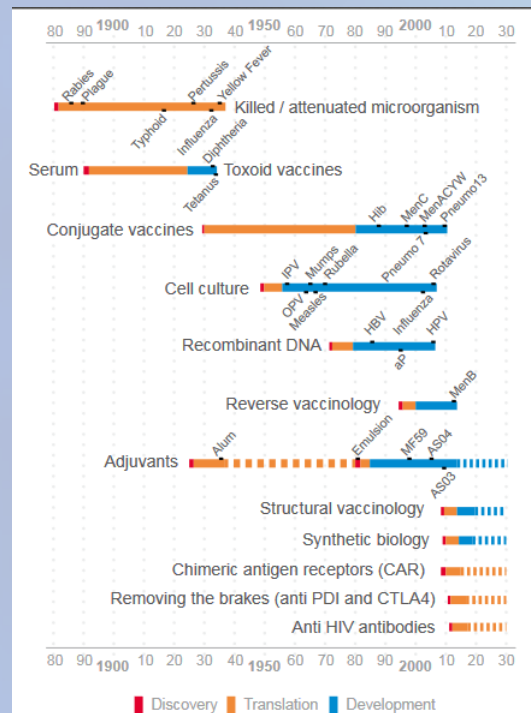 1900 1950 2000
80 90 10 20 30 40 60 70 80 90 10 20 30
Rabies Plague Pertussis Yellow Fever
Killed / attenuated microorganism
Typhoid Influenza
Diphtheria
Serum Toxoid vaccines
Tetanus
Hib MenC MenACYW Pneumo13
Conjugate vaccines
Pneumo 7
IPV Mumps Rubella Rotavirus
Cell culture
OPV Measles Influenza
HBV HPV
Recombinant DNA
aP
MenB
Reverse vaccinology
Alum Emulsion MF59 AS04
Adjuvants
AS03
Structural vaccinology
Synthetic biology
Chimeric antigen receptors (CAR)
Removing the brakes (anti PDI and CTLA4)
Anti HIV antibodies
80 90 10 20 30 40 60 70 80 90 10 20 30
1900 1950 2000
Discovery Translation Development